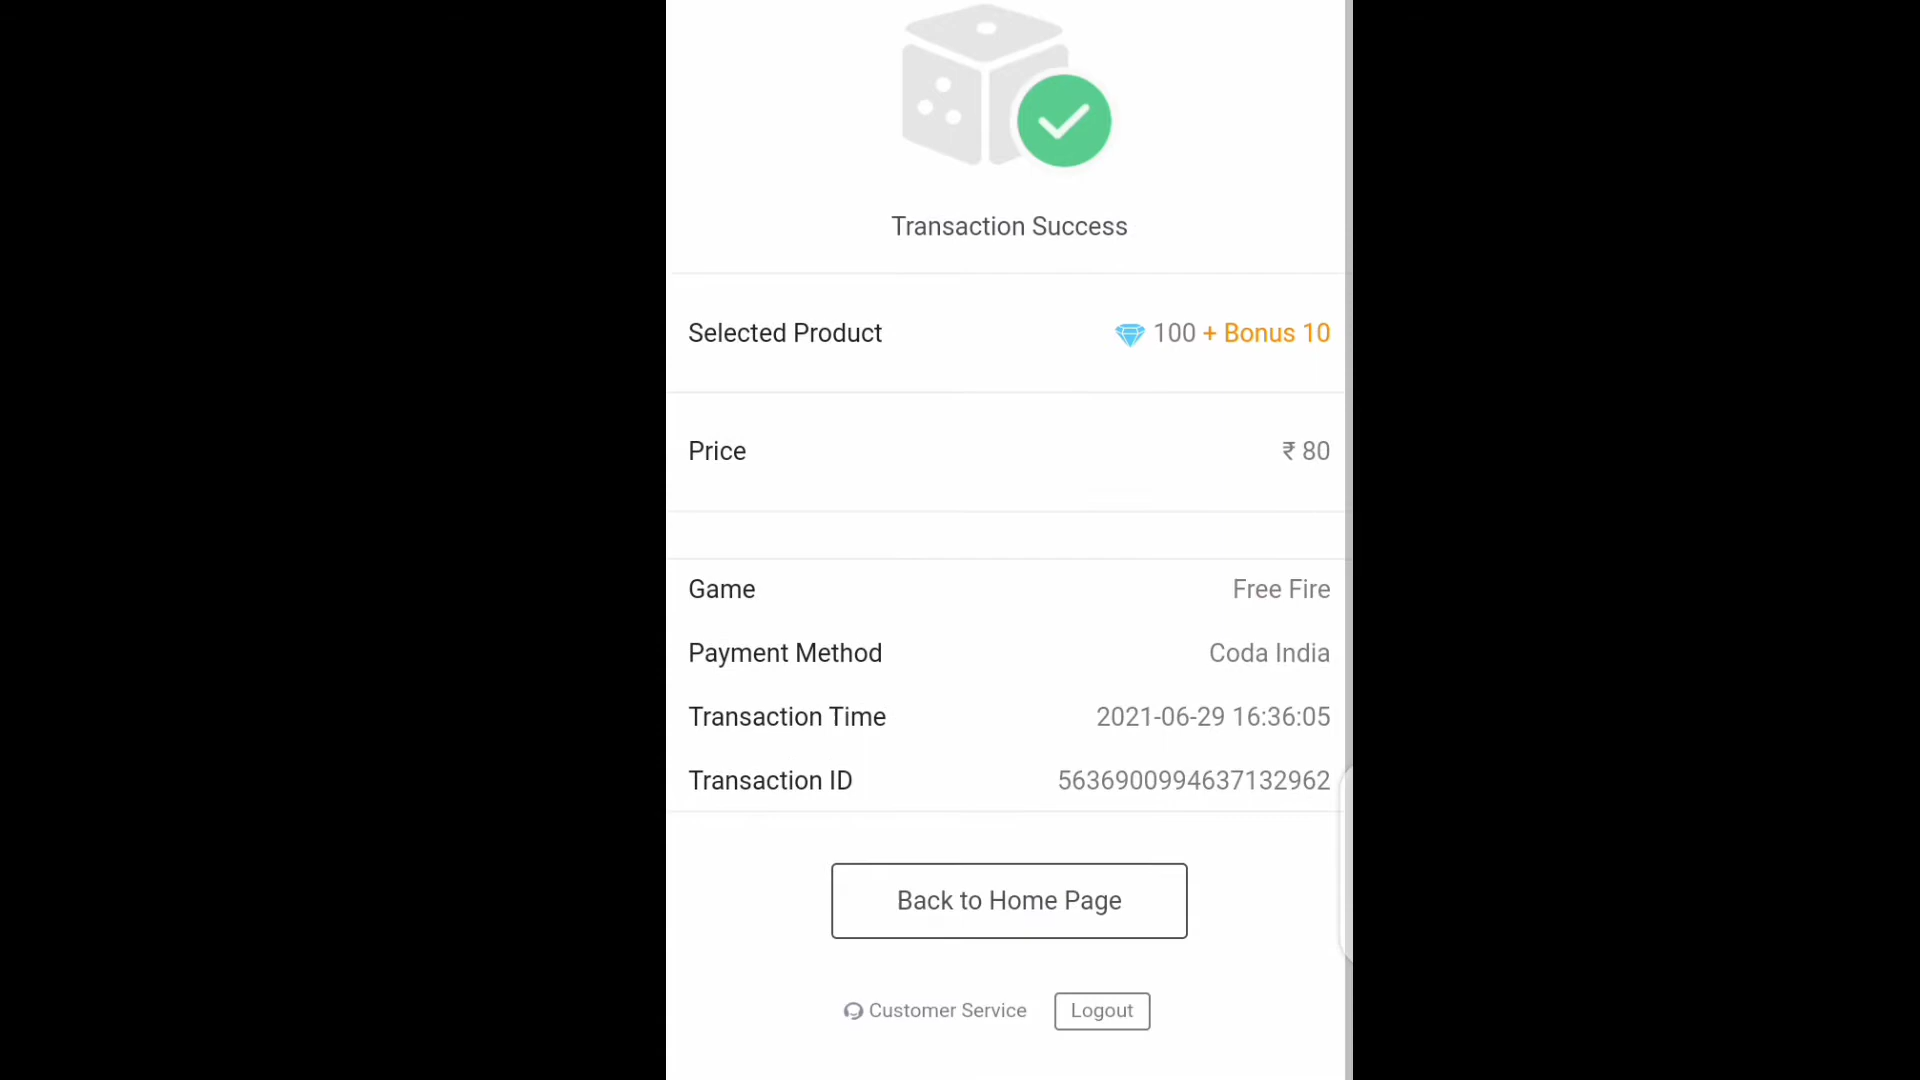 Transaction Success
Selected Product 100 + Bonus 10
Price ₹ 80
Game Free Fire
Payment Method Coda India
Transaction Time 2021-06-29 16:36:05
Transaction ID 5636900994637132962
Back to Home Page
Customer Service Logout